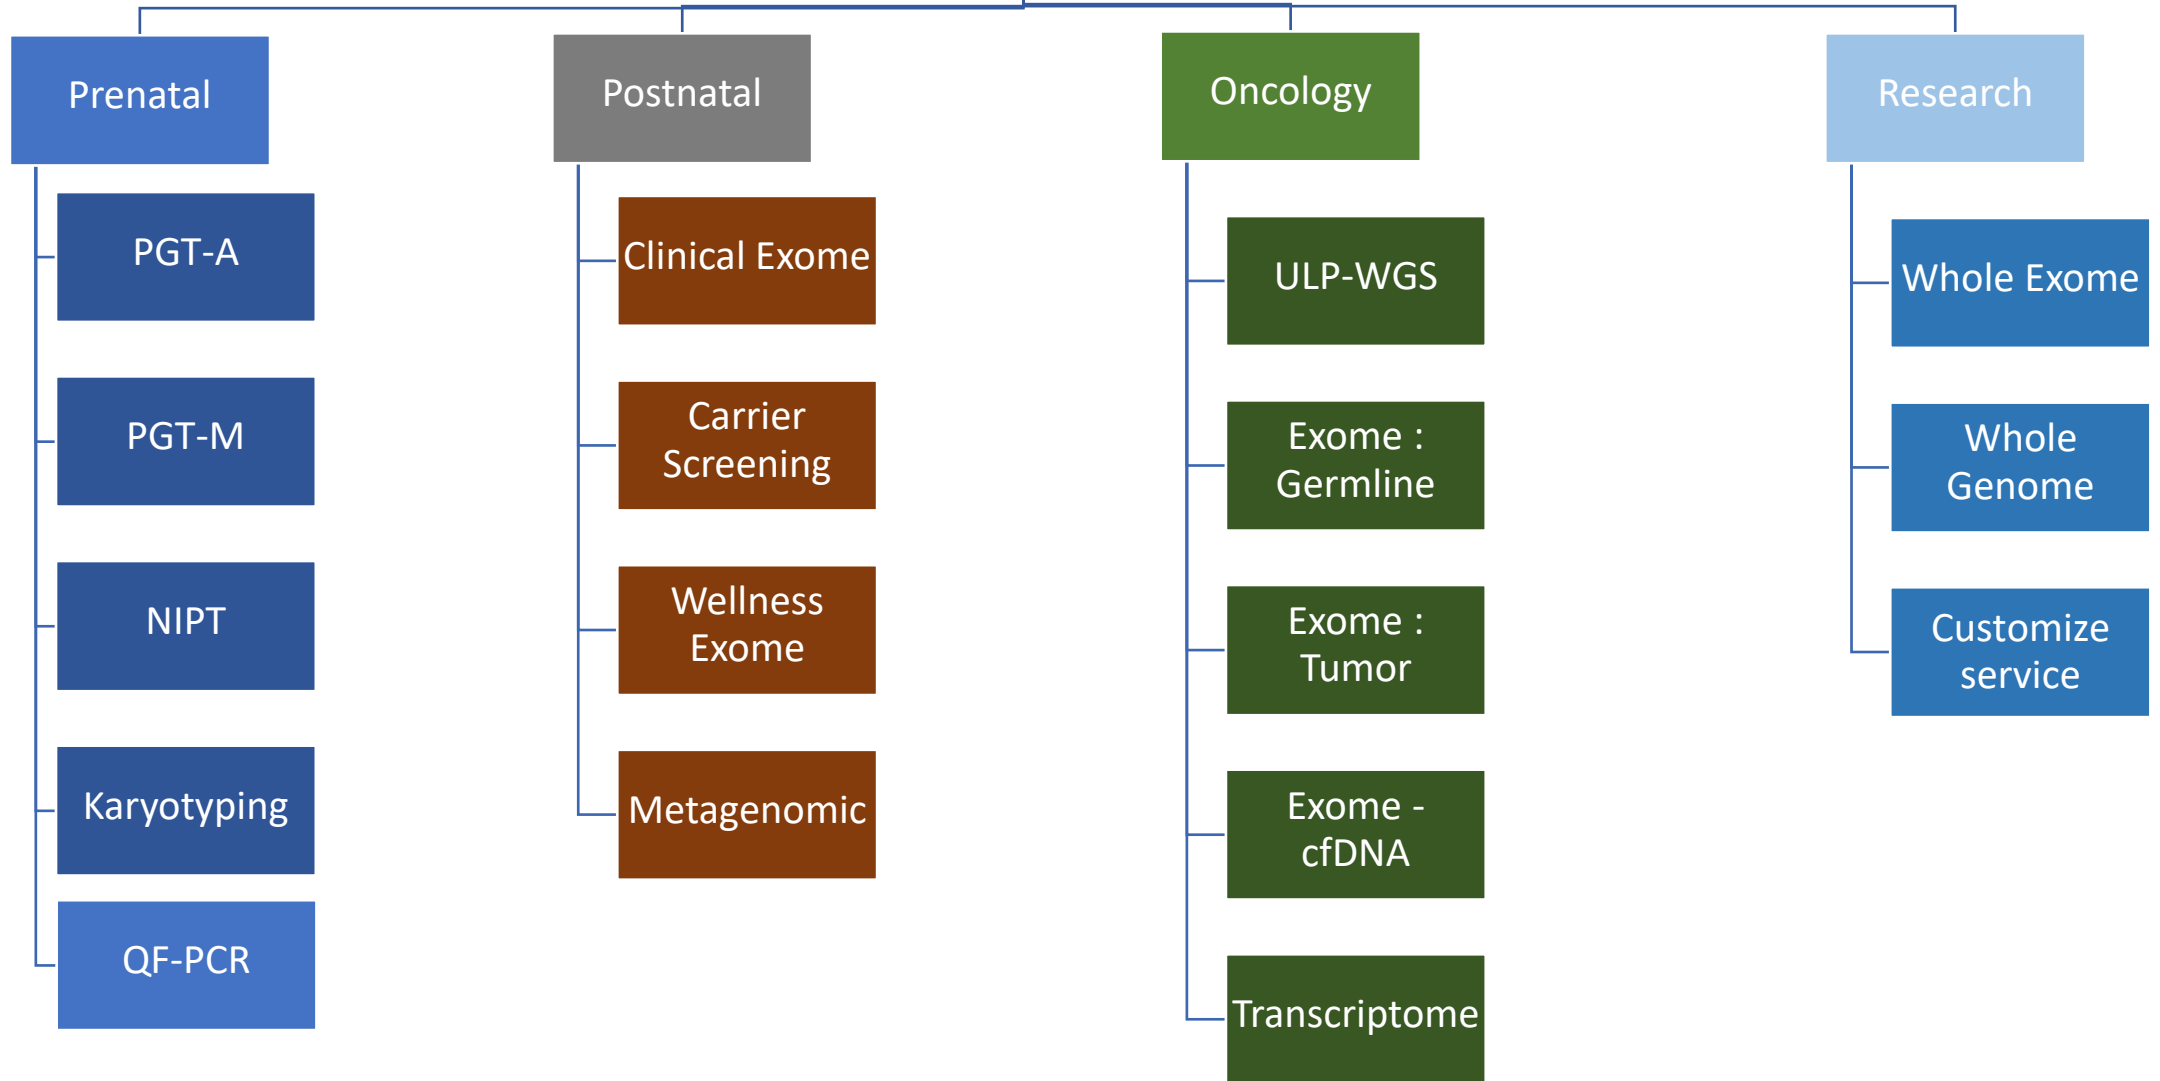 Prenatal
PGT-A
PGT-M
NIPT
Karyotyping
QF-PCR
Postnatal
Clinical Exome
Carrier
Screening
Wellness
Exome
Metagenomic
Oncology
ULP-WGS
Exome :
Germline
Exome :
Tumor
Exome -
cfDNA
Transcriptome
Research
Whole Exome
Whole
Genome
Customize
service